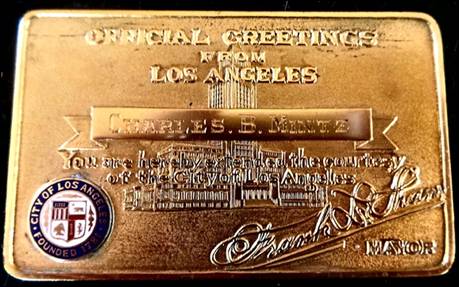 OFFICIAL GREETINGS
FROM
LOS ANGELES
CHARLES. B. MINTZ
You are hereby extended the courtesy
of the City of Los Angeles
CITY OF LOS ANGELES
FOUNDED
Frank L. Shaw
MAYOR